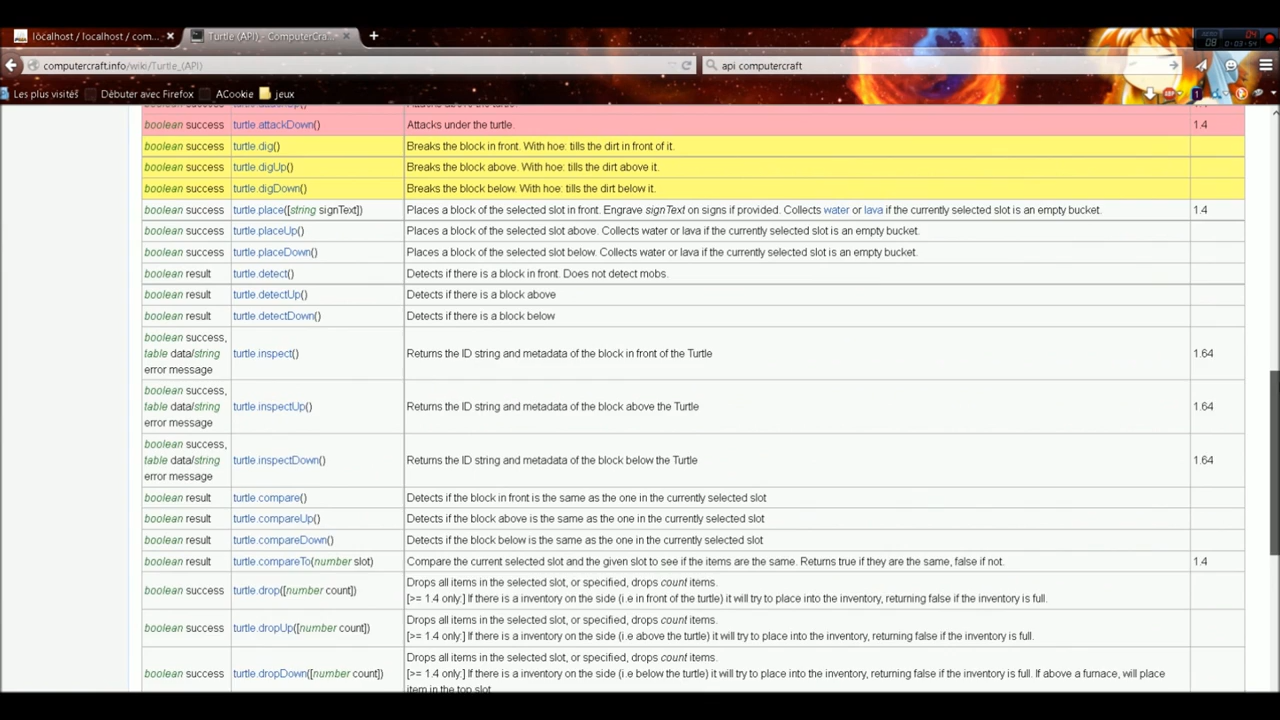 localhost / localhost / com...
Turtle (API) - ComputerCra...
computercraft.info/wiki/Turtle_(API)
api computercraft
08
04
0:03:54
Les plus visités
Débuter avec Firefox
ACookie
jeux
boolean success turtle.attackDown() Attacks under the turtle. 1.4
boolean success turtle.dig() Breaks the block in front. With hoe: tills the dirt in front of it.
boolean success turtle.digUp() Breaks the block above. With hoe: tills the dirt above it.
boolean success turtle.digDown() Breaks the block below. With hoe: tills the dirt below it.
boolean success turtle.place([string signText]) Places a block of the selected slot in front. Engrave signText on signs if provided. Collects water or lava if the currently selected slot is an empty bucket. 1.4
boolean success turtle.placeUp() Places a block of the selected slot above. Collects water or lava if the currently selected slot is an empty bucket.
boolean success turtle.placeDown() Places a block of the selected slot below. Collects water or lava if the currently selected slot is an empty bucket.
boolean result turtle.detect() Detects if there is a block in front. Does not detect mobs.
boolean result turtle.detectUp() Detects if there is a block above
boolean result turtle.detectDown() Detects if there is a block below
boolean success,
table data/string turtle.inspect() Returns the ID string and metadata of the block in front of the Turtle 1.64
error message
boolean success,
table data/string turtle.inspectUp() Returns the ID string and metadata of the block above the Turtle 1.64
error message
boolean success,
table data/string turtle.inspectDown() Returns the ID string and metadata of the block below the Turtle 1.64
error message
boolean result turtle.compare() Detects if the block in front is the same as the one in the currently selected slot
boolean result turtle.compareUp() Detects if the block above is the same as the one in the currently selected slot
boolean result turtle.compareDown() Detects if the block below is the same as the one in the currently selected slot
boolean result turtle.compareTo(number slot) Compare the current selected slot and the given slot to see if the items are the same. Returns true if they are the same, false if not. 1.4
Drops all items in the selected slot, or specified, drops count items.
boolean success turtle.drop([number count])
[>= 1.4 only:] If there is a inventory on the side (i.e in front of the turtle) it will try to place into the inventory, returning false if the inventory is full.
Drops all items in the selected slot, or specified, drops count items.
boolean success turtle.dropUp([number count])
[>= 1.4 only:] If there is a inventory on the side (i.e above the turtle) it will try to place into the inventory, returning false if the inventory is full.
Drops all items in the selected slot, or specified, drops count items.
boolean success turtle.dropDown([number count]) [>= 1.4 only:] If there is a inventory on the side (i.e below the turtle) it will try to place into the inventory, returning false if the inventory is full. If above a furnace, will place
item in the top slot